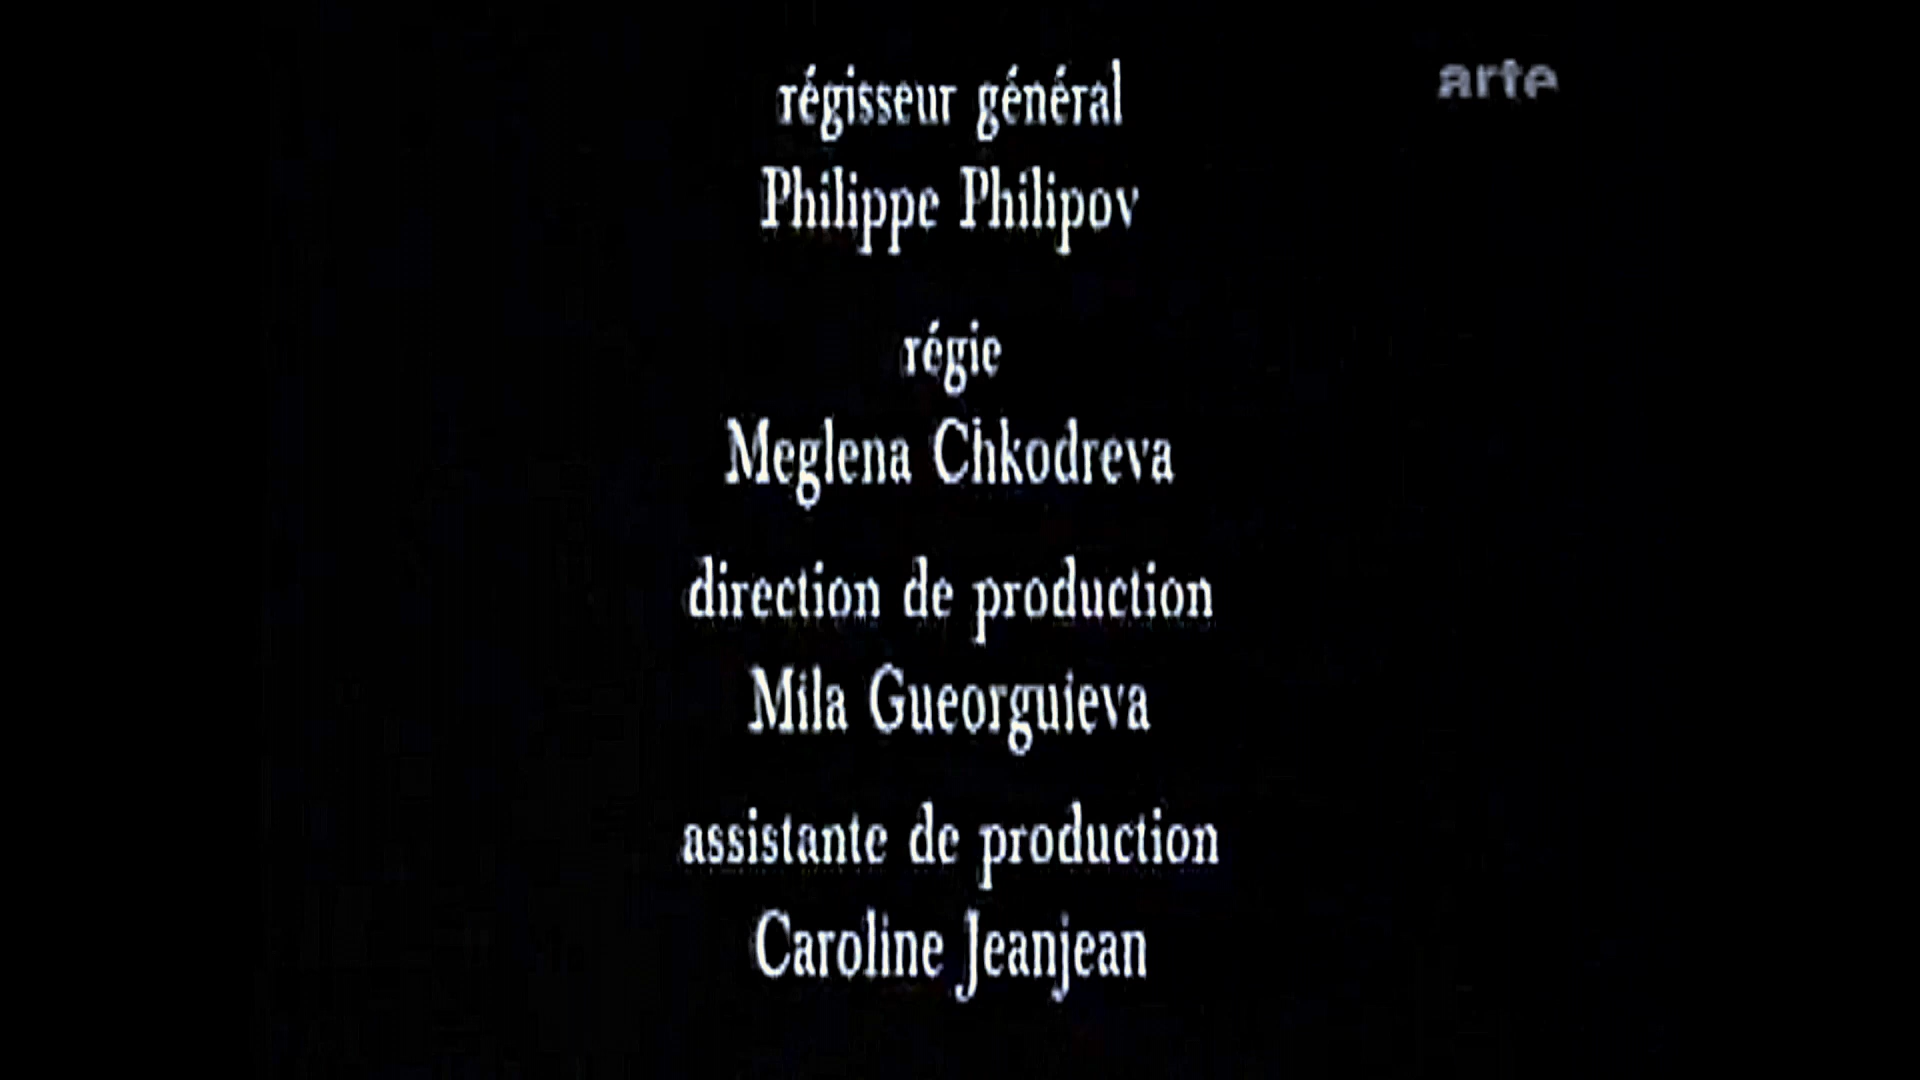 régisseur général
arte
Philippe Philipov
régie
Meglena Chkodreva
direction de production
Mila Gueorguieva
assistante de production
Caroline Jeanjean